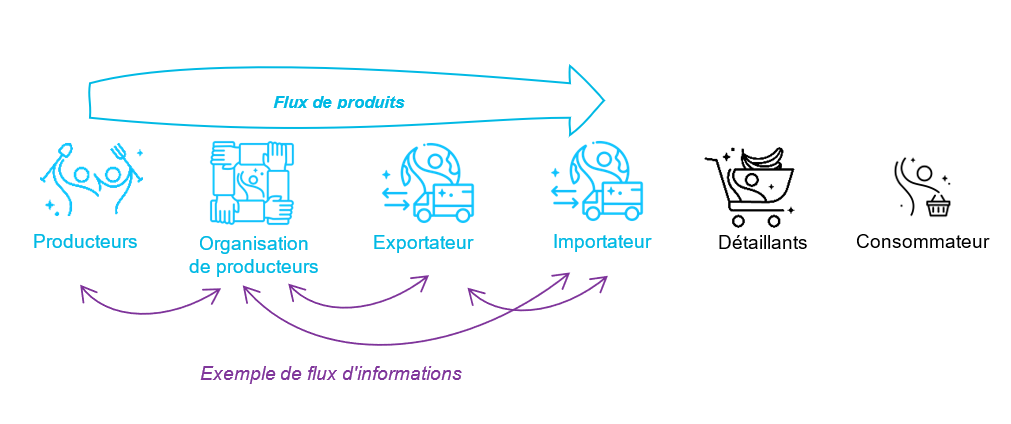 Flux de produits
Producteurs
Organisation
de producteurs
Exportateur
Importateur
Détaillants
Consommateur
Exemple de flux d'informations